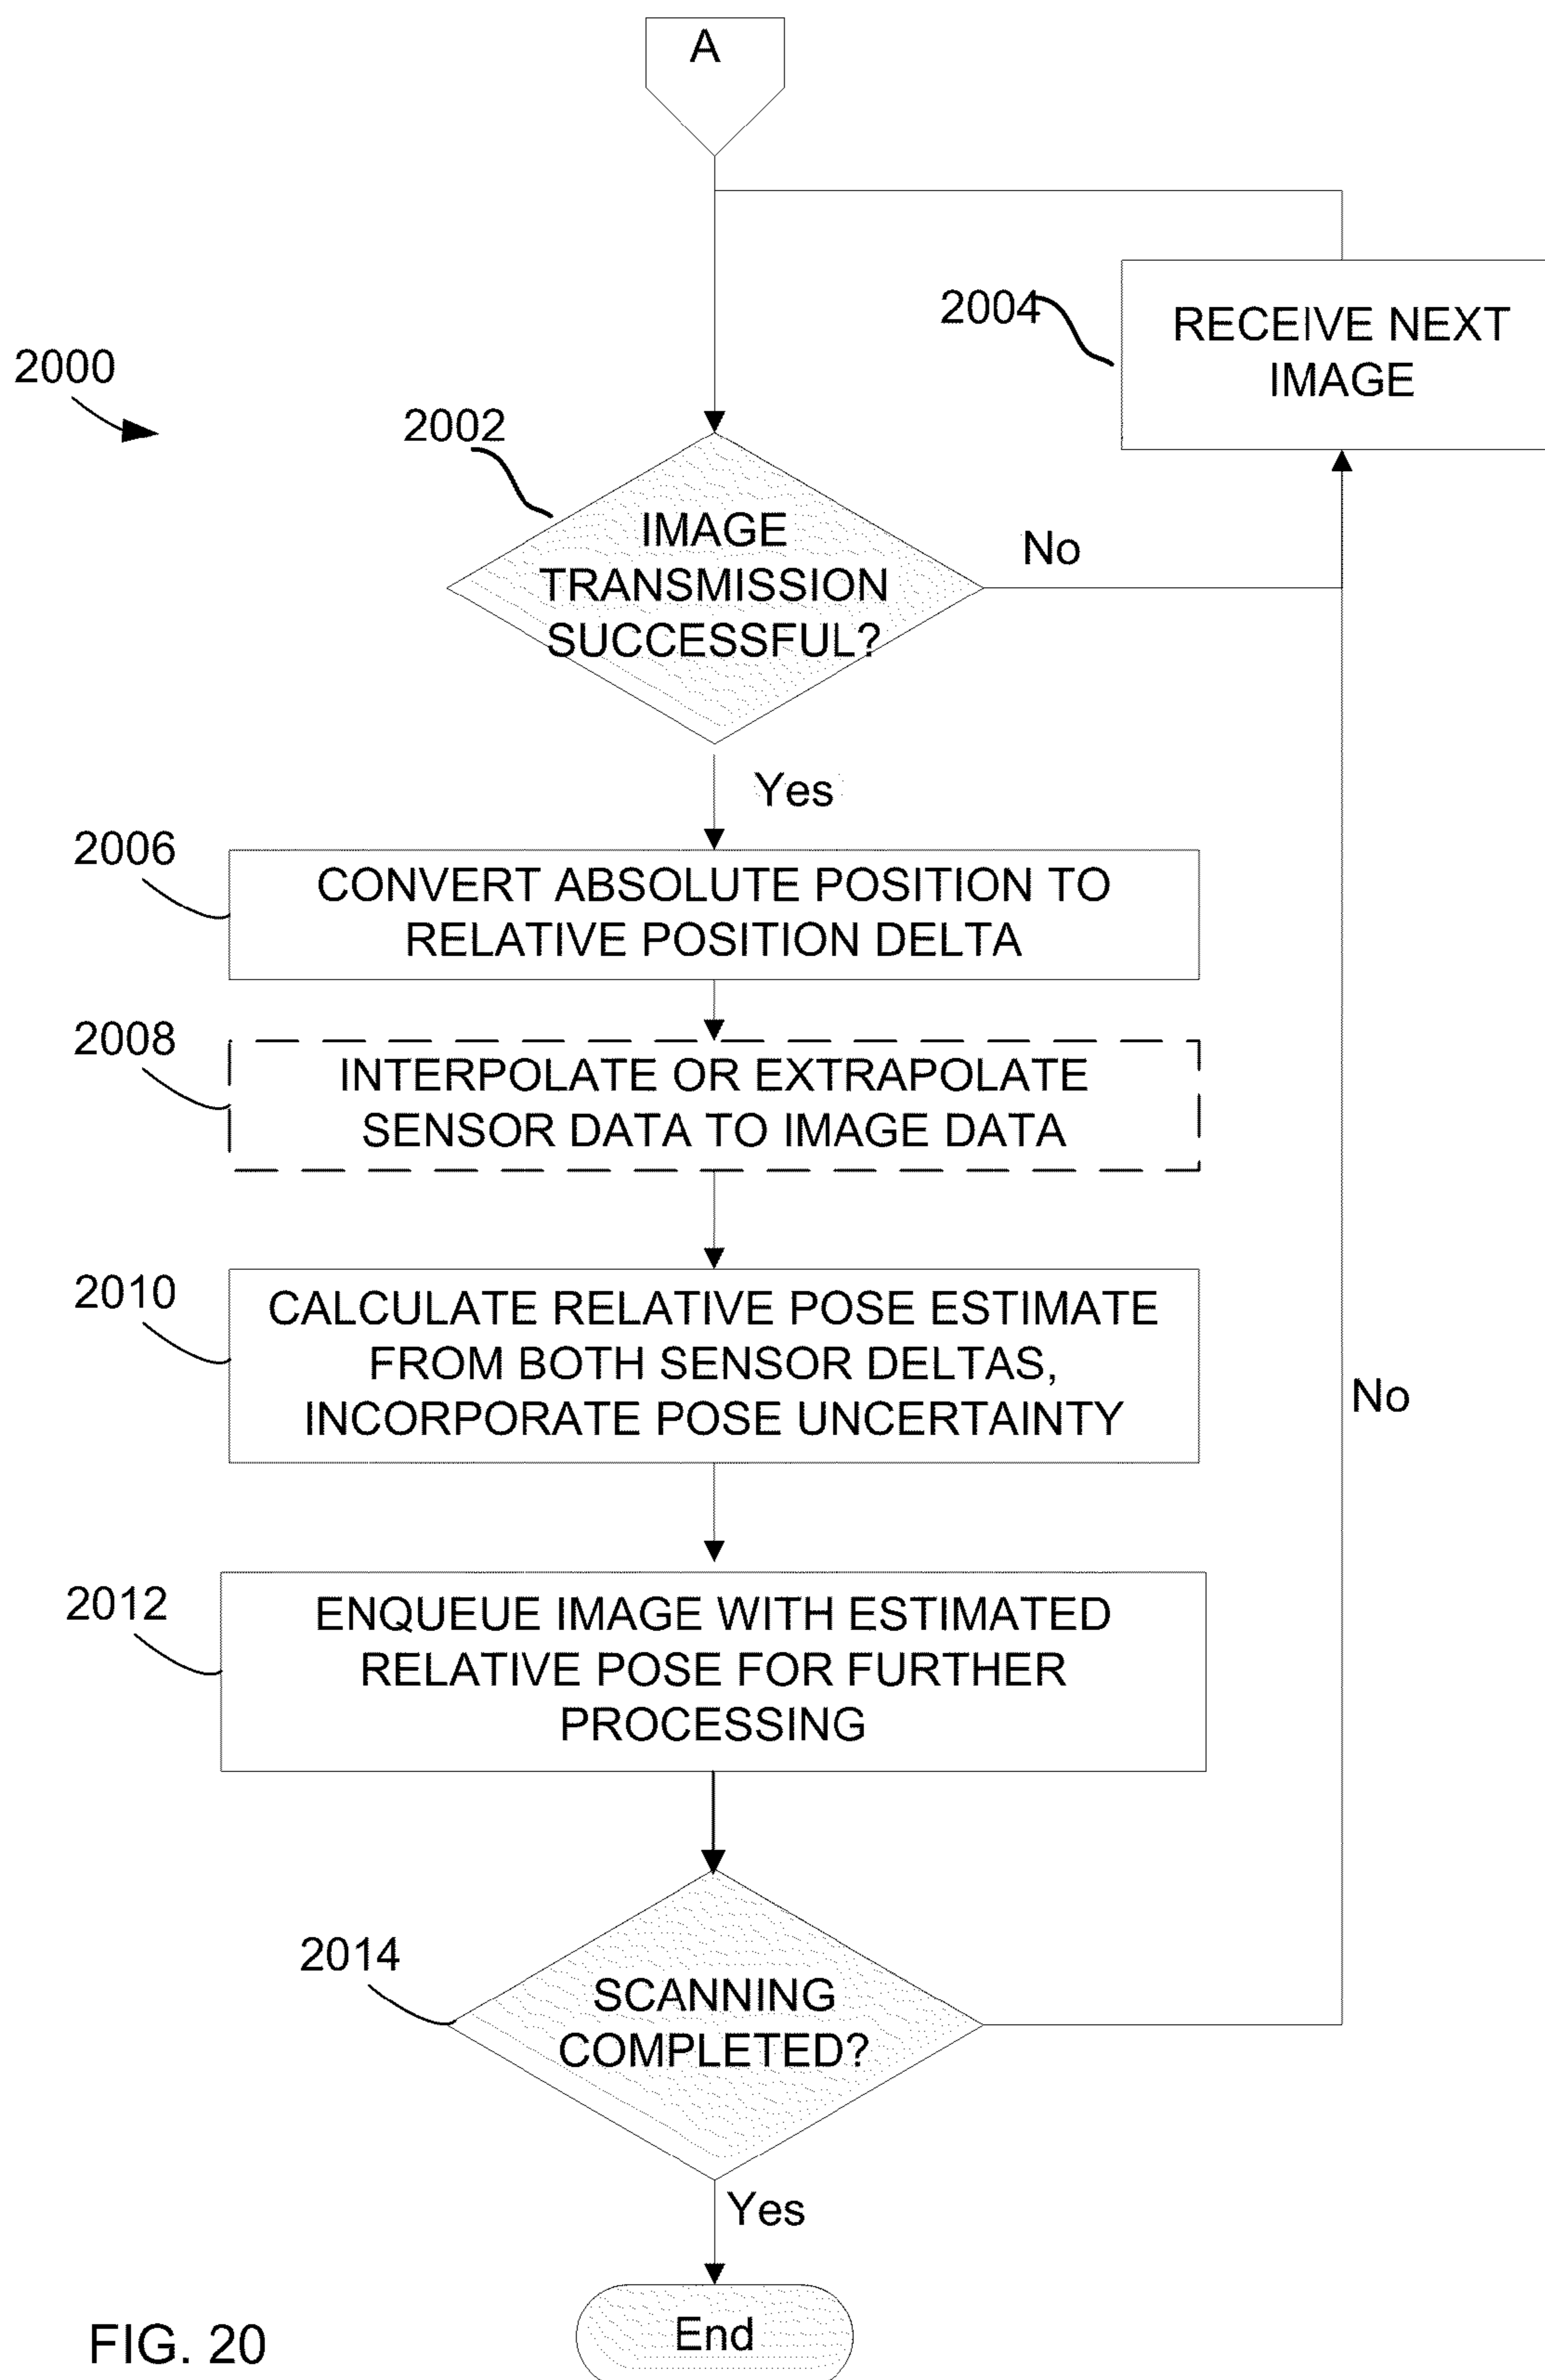 A
2004
RECEIVE NEXT
IMAGE
2000
2002
IMAGE
TRANSMISSION
SUCCESSFUL?
No
Yes
2006
CONVERT ABSOLUTE POSITION TO
RELATIVE POSITION DELTA
2008
INTERPOLATE OR EXTRAPOLATE
SENSOR DATA TO IMAGE DATA
2010
CALCULATE RELATIVE POSE ESTIMATE
FROM BOTH SENSOR DELTAS,
INCORPORATE POSE UNCERTAINTY
No
2012
ENQUEUE IMAGE WITH ESTIMATED
RELATIVE POSE FOR FURTHER
PROCESSING
2014
SCANNING
COMPLETED?
Yes
End
FIG. 20